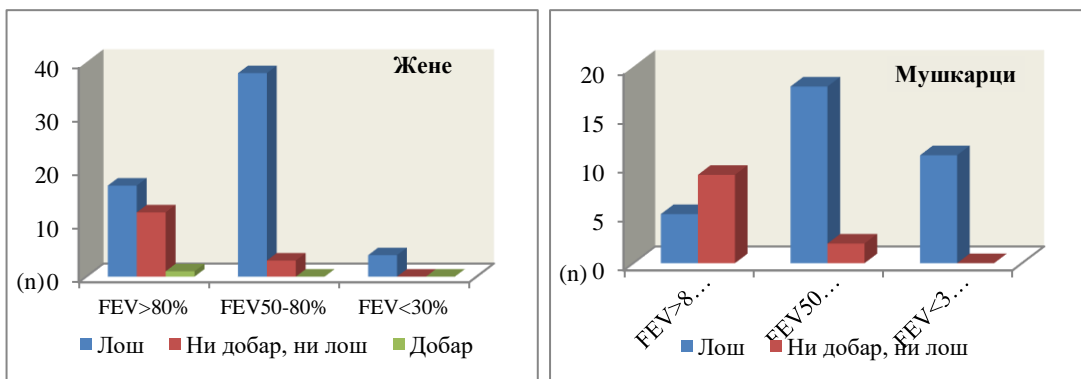 Жене
40
30
20
10
(n) 0
FEV>80% FEV50-80% FEV<30%
Лош Ни добар, ни лош Добар
Мушкарци
20
15
10
5
(n) 0
FEV>8... FEV50... FEV<3...
Лош Ни добар, ни лош